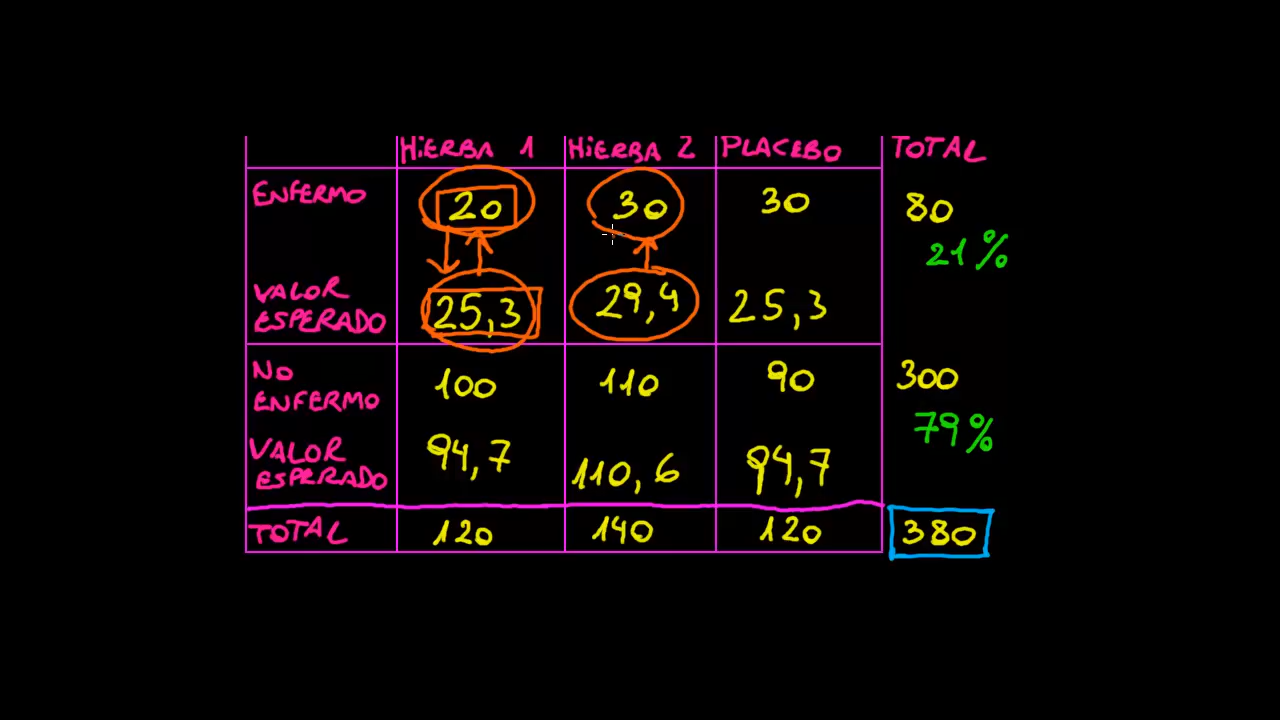 HiERBA 1 HiERBA 2 PLACEBO TOTAL
ENFERMO 20 30 30 80
21%
VALOR
ESPERADO 25,3 29,4 25,3
NO
ENFERMO 100 110 90 300
79%
VALOR
ESPERADO 94,7 110,6 94,7
TOTAL 120 140 120 380